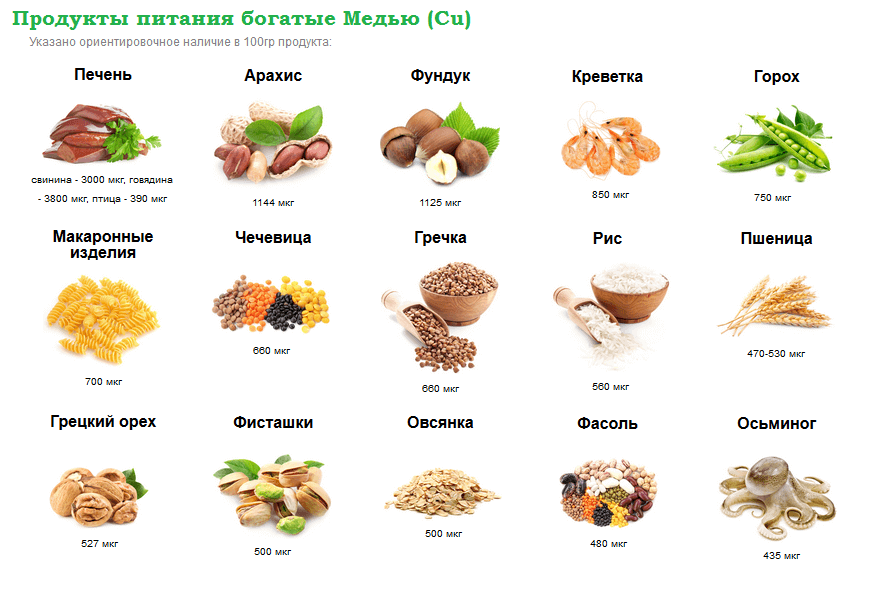 Продукты питания богатые Медью (Cu)
Указано ориентировочное наличие в 100гр продукта:
Печень
свинина - 3000 мкг, говядина
- 3800 мкг, птица - 390 мкг
Арахис
1144 мкг
Фундук
1125 мкг
Креветка
850 мкг
Горох
750 мкг
Макаронные
изделия
700 мкг
Чечевица
660 мкг
Гречка
660 мкг
Рис
560 мкг
Пшеница
470-530 мкг
Грецкий орех
527 мкг
Фисташки
500 мкг
Овсянка
500 мкг
Фасоль
480 мкг
Осьминог
435 мкг